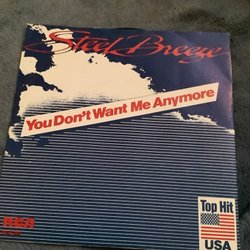 Steel Breeze
You Don't Want Me Anymore
RCA
Top Hit
USA